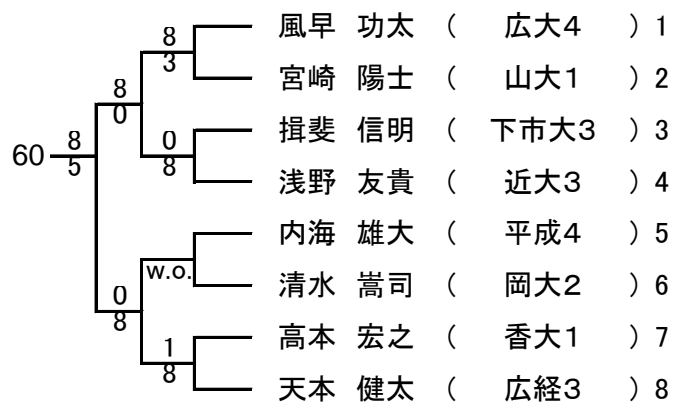 8 風早 功太 ( 広大4 ) 1
3
8 宮崎 陽士 ( 山大1 ) 2
0
0 揖斐 信明 ( 下市大3 ) 3
60 8
5 8
浅野 友貴 ( 近大3 ) 4
内海 雄大 ( 平成4 ) 5
w.o.
0 清水 嵩司 ( 岡大2 ) 6
8
1 高本 宏之 ( 香大1 ) 7
8
天本 健太 ( 広経3 ) 8